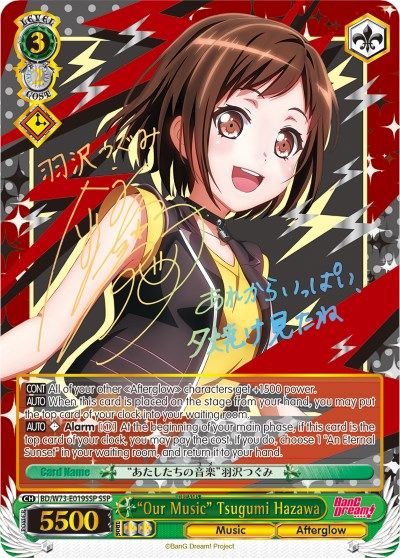 LEVEL
3
2
COST
羽沢つぐみ
あれからいっぱい、
夕焼け見たね
CONT All of your other «Afterglow» characters get +1500 power.
AUTO When this card is placed on the stage from your hand, you may put
the top card of your clock into your waiting room.
AUTO Alarm [(1)] At the beginning of your main phase, if this card is
the top card of your clock, you may pay the cost. If you do, choose 1 "An Eternal
Sunset" in your waiting room, and return it to your hand.
Card Name "あたしたちの音楽"羽沢つぐみ
CH BD/W73-E019SSP SSP
POWER 5500
"Our Music" Tsugumi Hazawa
BanG Dream!
SOUL
Music Afterglow
©BanG Dream! Project